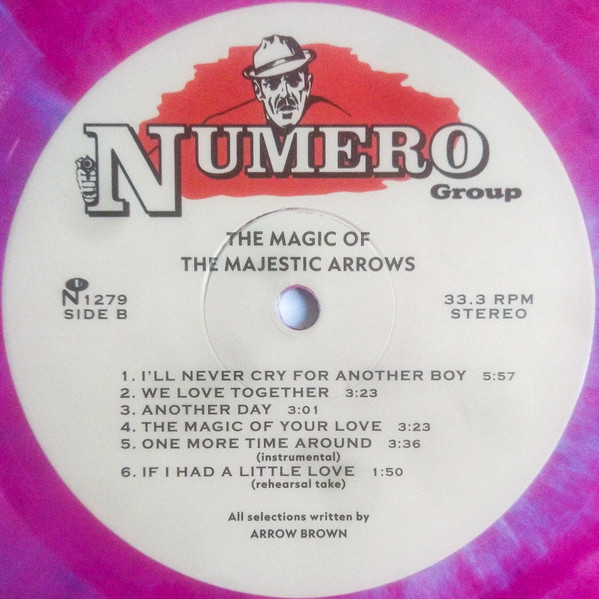 NUMERO
Group
THE MAGIC OF
THE MAJESTIC ARROWS
N1279
SIDE B
33.3 RPM
STEREO
1. I'LL NEVER CRY FOR ANOTHER BOY 5:57
2. WE LOVE TOGETHER 3:23
3. ANOTHER DAY 3:01
4. THE MAGIC OF YOUR LOVE 3:23
5. ONE MORE TIME AROUND 3:36
(instrumental)
6. IF I HAD A LITTLE LOVE 1:50
(rehearsal take)
All selections written by
ARROW BROWN